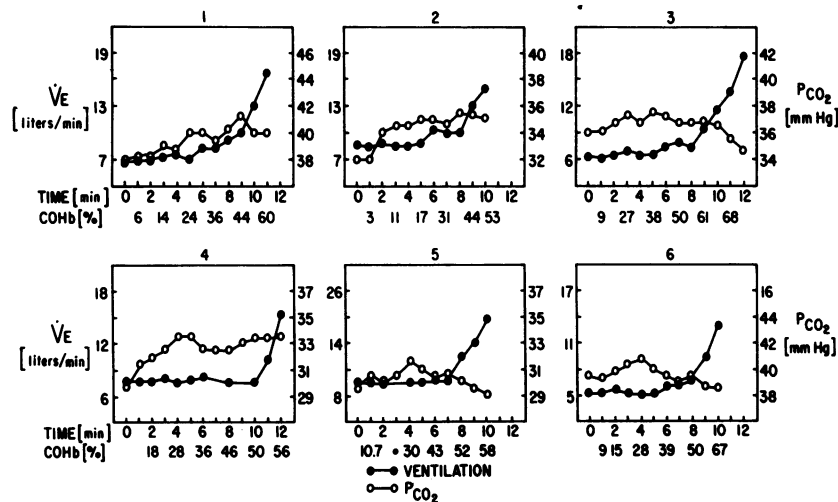 1 2 3
19 46 19 40 18 42
44 38 40
V̇E 13 42 13 36 12 38 PCO2
[liters/min] 40 34 36 [mm Hg]
7 38 7 32 6 34
0 2 4 6 8 10 12 0 2 4 6 8 10 12 0 2 4 6 8 10 12
TIME [min]
COHb [%] 6 14 24 36 44 60 3 11 17 31 44 53 9 27 38 50 61 68
4 5 6
18 37 26 37 17 16
35 35 44
V̇E 12 33 14 33 11 42 PCO2
[liters/min] 31 31 40 [mm Hg]
6 29 8 29 5 38
0 2 4 6 8 10 12 0 2 4 6 8 10 12 0 2 4 6 8 10 12
TIME [min]
COHb [%] 18 28 36 46 50 56 10.7 • 30 43 52 58 9 15 28 39 50 67
VENTILATION
PCO2